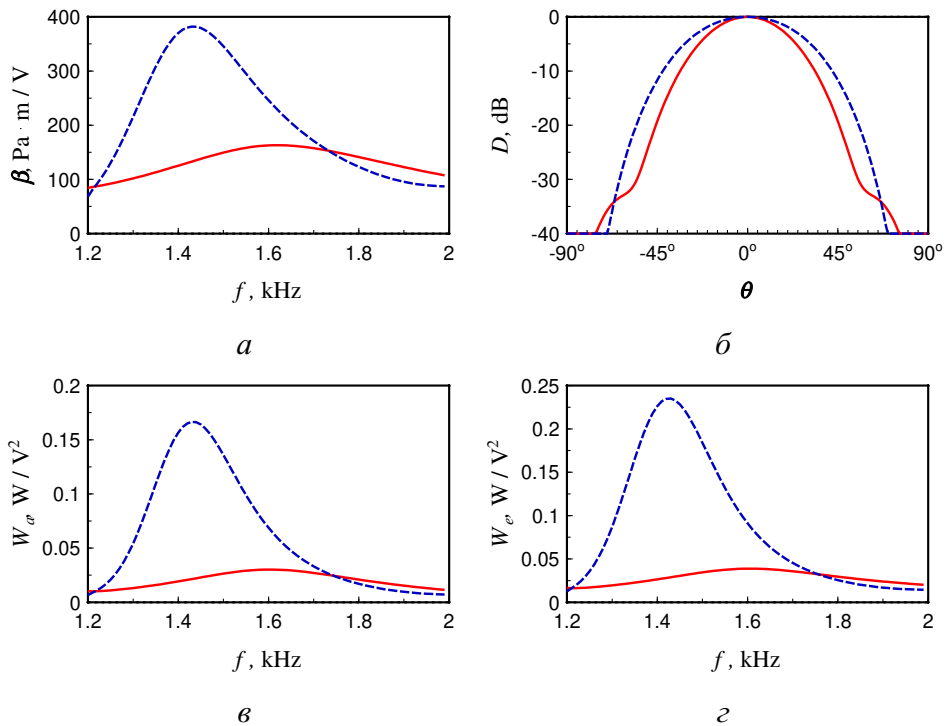 400
300
200
100
0
β, Pa · m / V
1.2 1.4 1.6 1.8 2
f , kHz
а
0
-10
-20
-30
-40
D, dB
-90° -45° 0° 45° 90°
θ
б
0.2
0.15
0.1
0.05
0
Wa, W / V²
1.2 1.4 1.6 1.8 2
f , kHz
в
0.25
0.2
0.15
0.1
0.05
0
We, W / V²
1.2 1.4 1.6 1.8 2
f , kHz
г